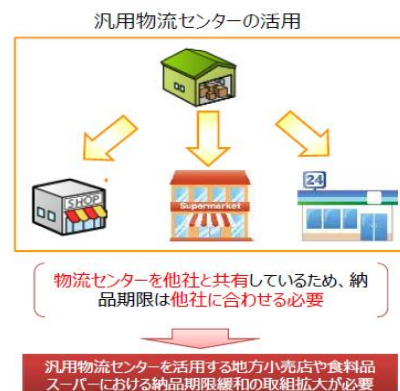 汎用物流センターの活用
SHOP
Supermarket
24
物流センターを他社と共有しているため、納
品期限は他社に合わせる必要
汎用物流センターを活用する地方小売店や食料品
スーパーにおける納品期限緩和の取組拡大が必要